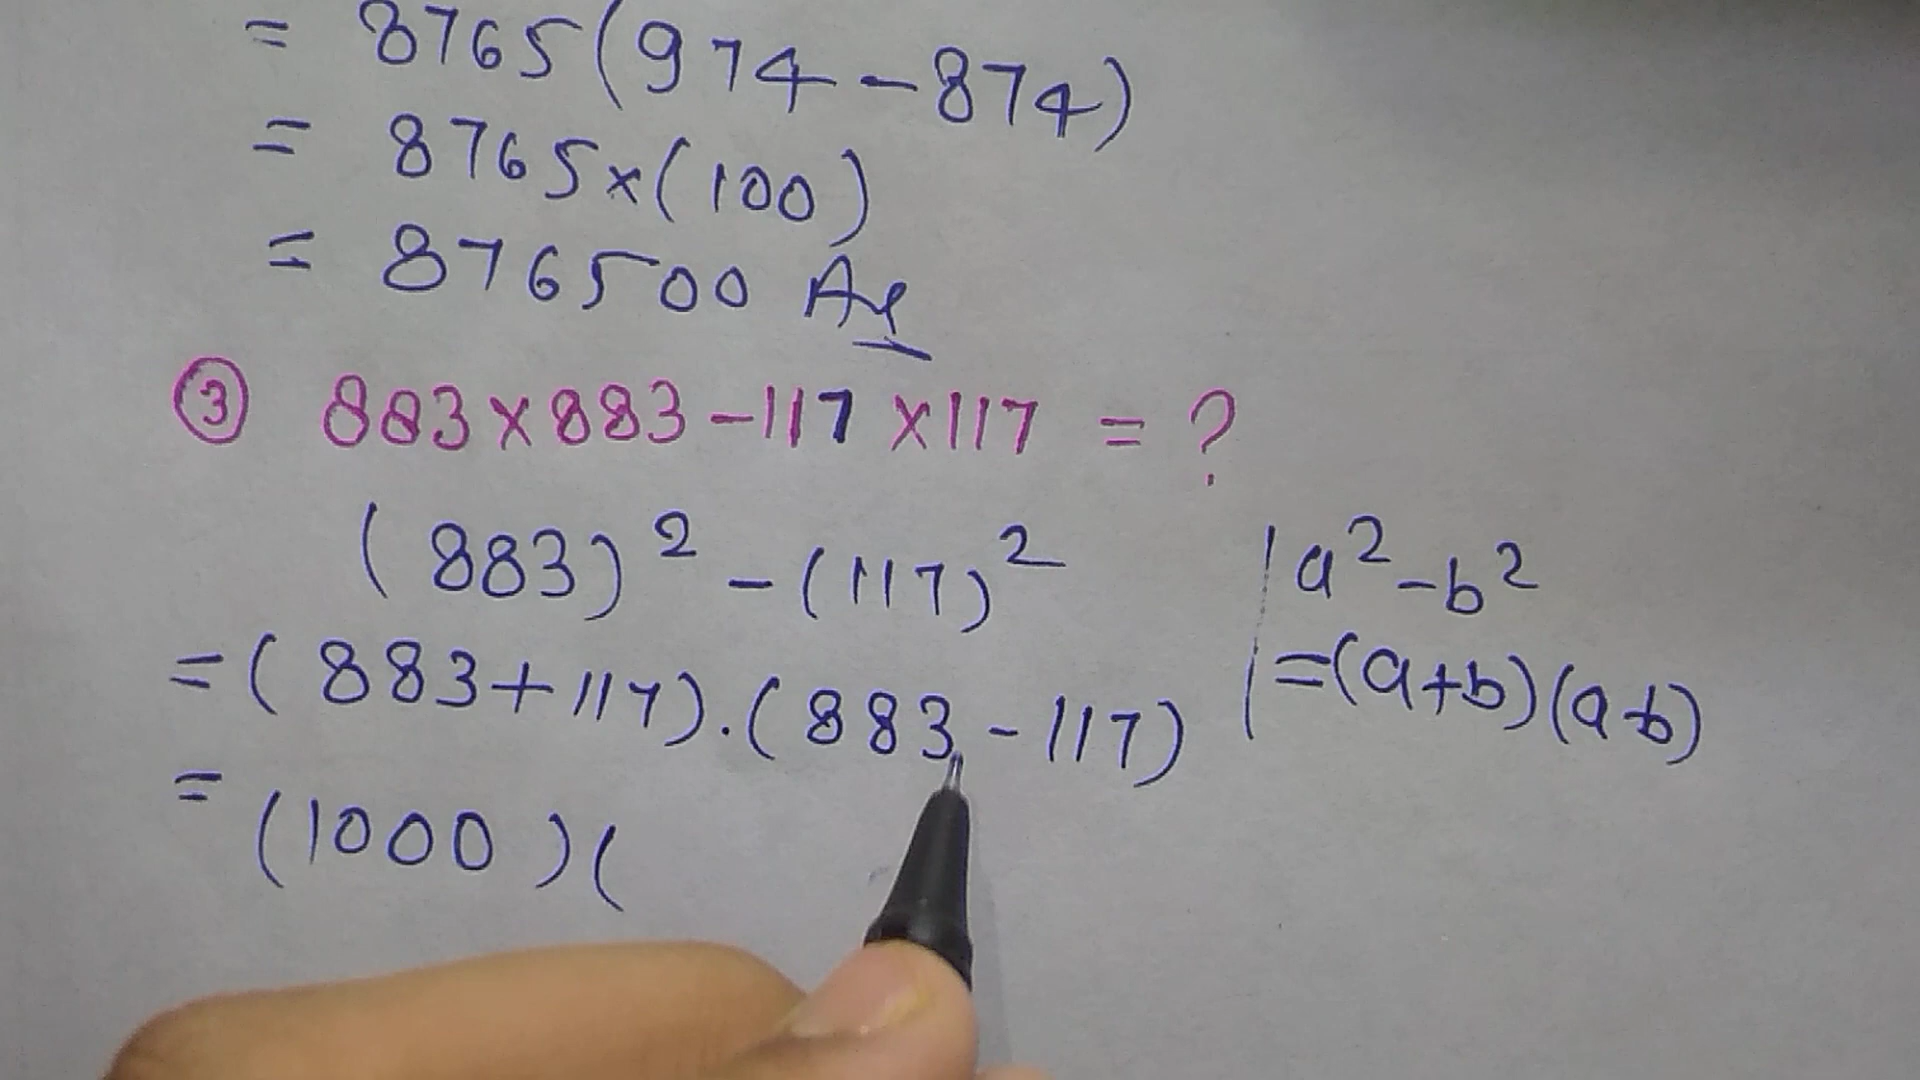 = 8765(974-874)
= 8765×(100)
= 876500 Ans
③ 883×883-117×117 = ?
(883)² - (117)²
= (883+117).(883-117)
= (1000)(
a²-b²
=(a+b)(a-b)